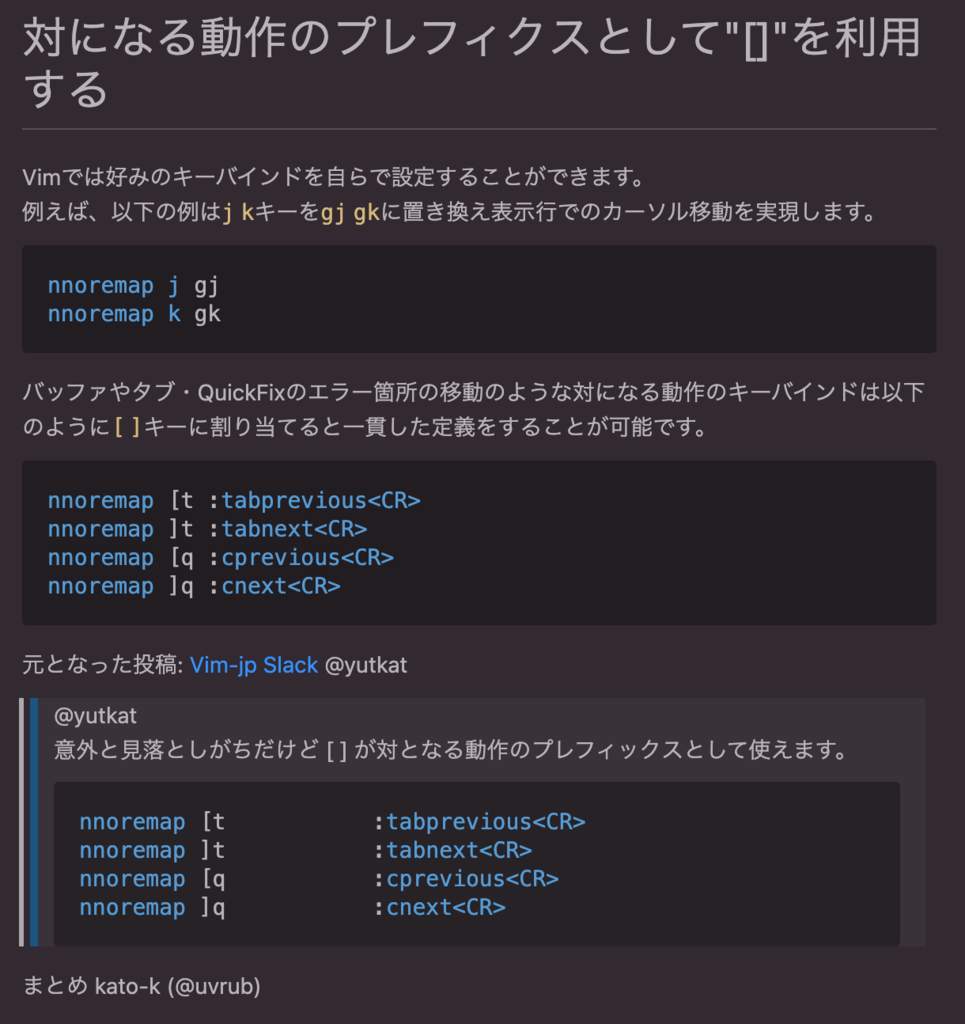 対になる動作のプレフィクスとして"[]"を利用
する
Vimでは好みのキーバインドを自らで設定することができます。
例えば、以下の例はj kキーをgj gkに置き換え表示行でのカーソル移動を実現します。
nnoremap j gj
nnoremap k gk
バッファやタブ・QuickFixのエラー箇所の移動のような対になる動作のキーバインドは以下
のように[ ]キーに割り当てると一貫した定義をすることが可能です。
nnoremap [t :tabprevious<CR>
nnoremap ]t :tabnext<CR>
nnoremap [q :cprevious<CR>
nnoremap ]q :cnext<CR>
元となった投稿: Vim-jp Slack @yutkat
@yutkat
意外と見落としがちだけど [ ] が対となる動作のプレフィックスとして使えます。
nnoremap [t           :tabprevious<CR>
nnoremap ]t           :tabnext<CR>
nnoremap [q           :cprevious<CR>
nnoremap ]q           :cnext<CR>
まとめ kato-k (@uvrub)